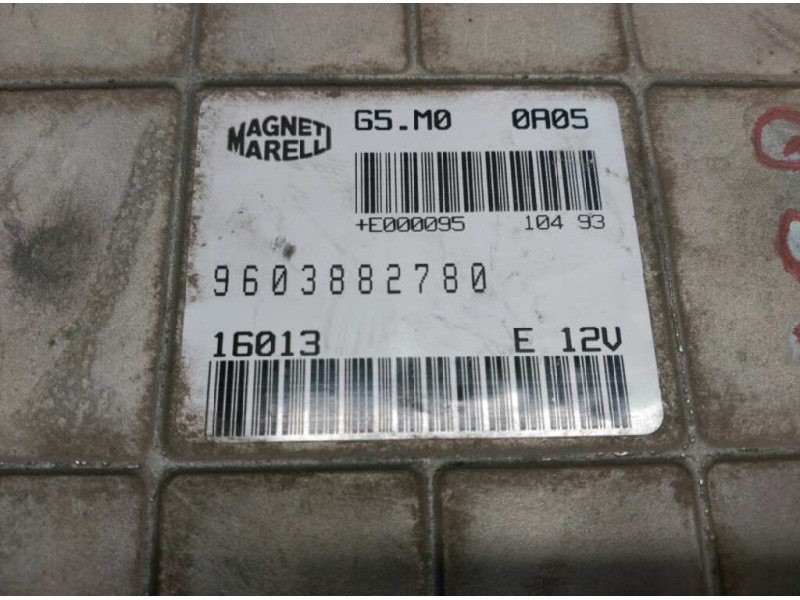 MAGNETI
MARELLI
G5.M0 0A05
+E000095 104 93
9603882780
16013 E 12V